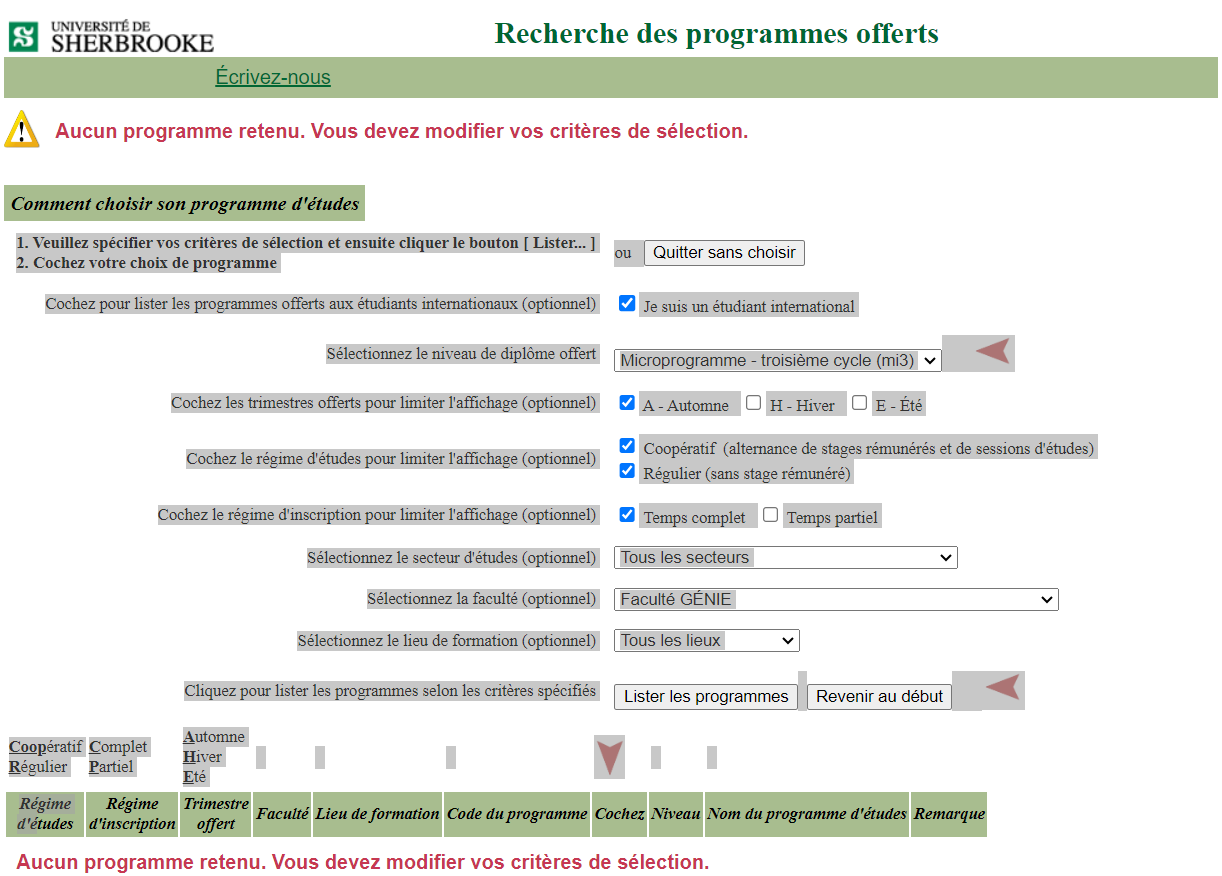 UNIVERSITÉ DE
SHERBROOKE
Recherche des programmes offerts
Écrivez-nous
Aucun programme retenu. Vous devez modifier vos critères de sélection.
Comment choisir son programme d'études
1. Veuillez spécifier vos critères de sélection et ensuite cliquer le bouton [ Lister... ]
2. Cochez votre choix de programme
ou Quitter sans choisir
Cochez pour lister les programmes offerts aux étudiants internationaux (optionnel) Je suis un étudiant international
Sélectionnez le niveau de diplôme offert Microprogramme - troisième cycle (mi3)
Cochez les trimestres offerts pour limiter l'affichage (optionnel) A - Automne H - Hiver E - Été
Cochez le régime d'études pour limiter l'affichage (optionnel) Coopératif (alternance de stages rémunérés et de sessions d'études)
Régulier (sans stage rémunéré)
Cochez le régime d'inscription pour limiter l'affichage (optionnel) Temps complet Temps partiel
Sélectionnez le secteur d'études (optionnel) Tous les secteurs
Sélectionnez la faculté (optionnel) Faculté GÉNIE
Sélectionnez le lieu de formation (optionnel) Tous les lieux
Cliquez pour lister les programmes selon les critères spécifiés Lister les programmes Revenir au début
Coopératif Complet Automne
Régulier Partiel Hiver
Eté
Régime d'études Régime d'inscription Trimestre offert Faculté Lieu de formation Code du programme Cochez Niveau Nom du programme d'études Remarque
Aucun programme retenu. Vous devez modifier vos critères de sélection.